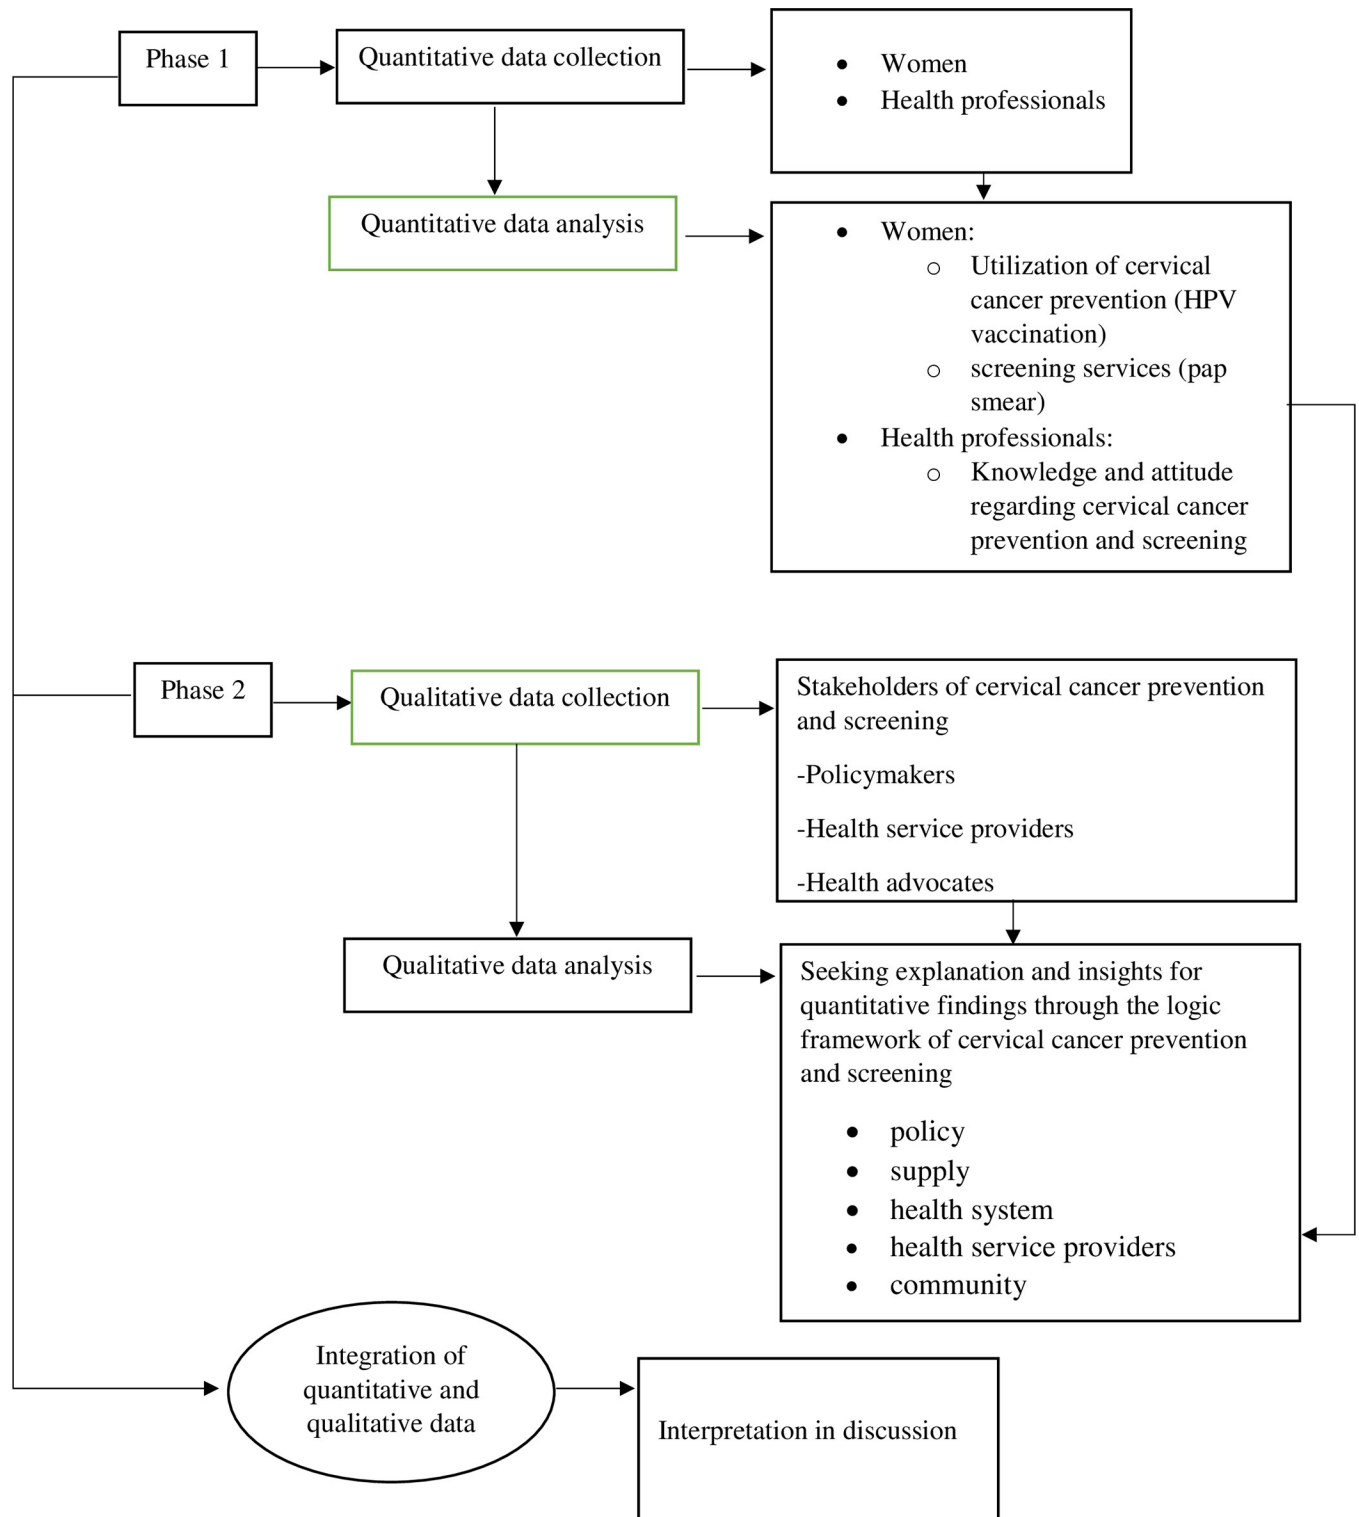 Phase 1
Quantitative data collection
• Women
• Health professionals
Quantitative data analysis
• Women:
o Utilization of cervical
cancer prevention (HPV
vaccination)
o screening services (pap
smear)
• Health professionals:
o Knowledge and attitude
regarding cervical cancer
prevention and screening
Phase 2
Qualitative data collection
Stakeholders of cervical cancer prevention
and screening
-Policymakers
-Health service providers
-Health advocates
Qualitative data analysis
Seeking explanation and insights for
quantitative findings through the logic
framework of cervical cancer prevention
and screening
• policy
• supply
• health system
• health service providers
• community
Integration of
quantitative and
qualitative data
Interpretation in discussion